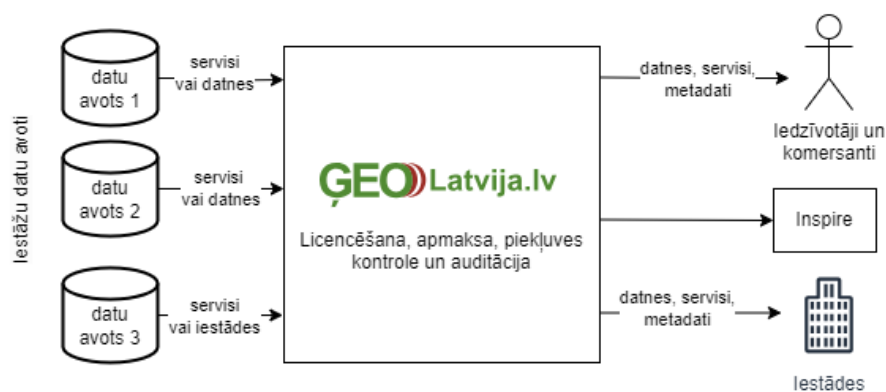 Iestāžu datu avoti
datu
avots 1
servisi
vai datnes
datu
avots 2
servisi
vai datnes
datu
avots 3
servisi
vai iestādes
ĢEO Latvija.lv
Licencēšana, apmaksa, piekļuves
kontrole un auditācija
datnes, servisi,
metadati
Iedzīvotāji un
komersanti
Inspire
datnes, servisi,
metadati
Iestādes